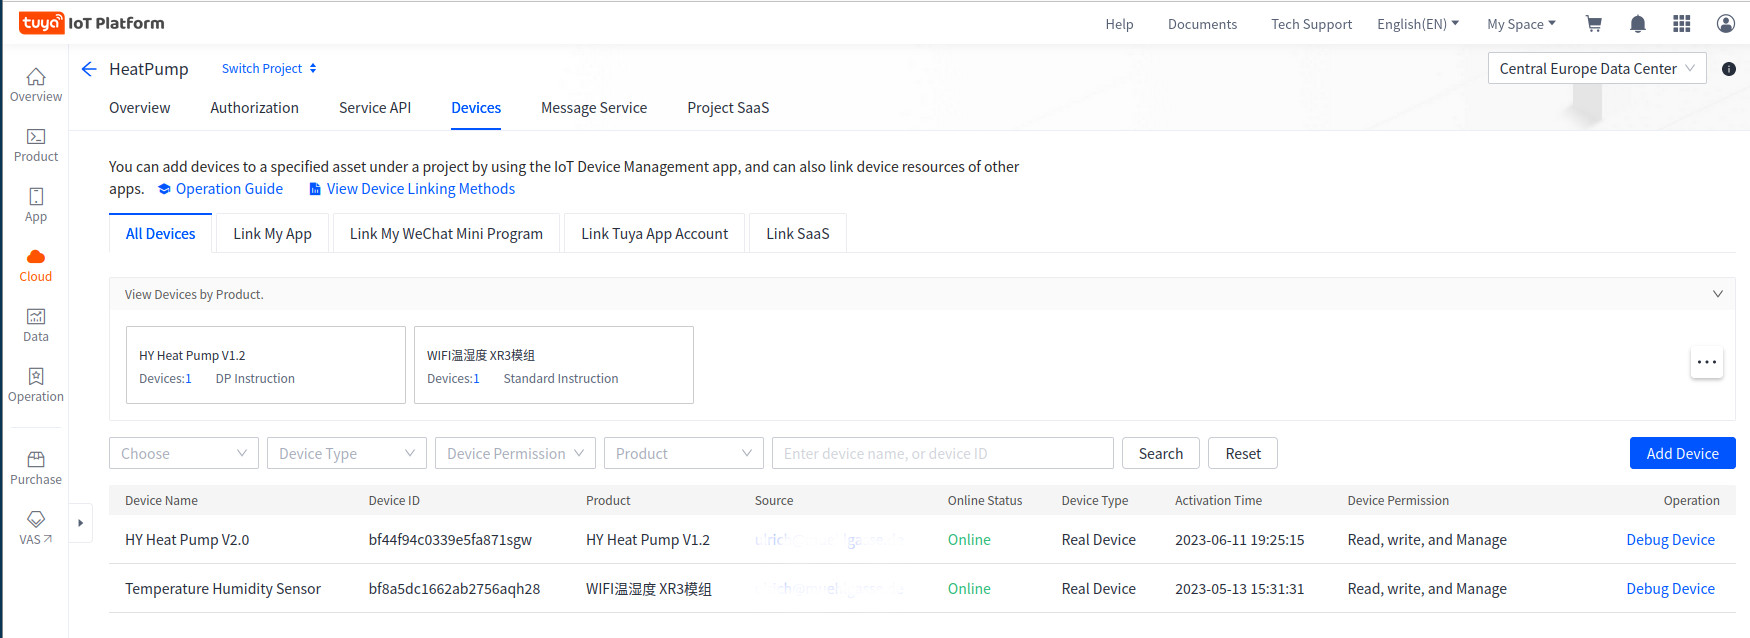 tuya IoT Platform
Help Documents Tech Support English(EN) My Space
HeatPump Switch Project Central Europe Data Center
Overview Authorization Service API Devices Message Service Project SaaS
Overview
Product
App
Cloud
Data
Operation
Purchase
VAS
You can add devices to a specified asset under a project by using the IoT Device Management app, and can also link device resources of other
apps. Operation Guide View Device Linking Methods
All Devices Link My App Link My WeChat Mini Program Link Tuya App Account Link SaaS
View Devices by Product.
HY Heat Pump V1.2
Devices:1 DP Instruction
WIFI温湿度 XR3模组
Devices:1 Standard Instruction
Choose Device Type Device Permission Product Enter device name, or device ID Search Reset Add Device
Device Name Device ID Product Source Online Status Device Type Activation Time Device Permission Operation
HY Heat Pump V2.0 bf44f94c0339e5fa871sgw HY Heat Pump V1.2 Online Real Device 2023-06-11 19:25:15 Read, write, and Manage Debug Device
Temperature Humidity Sensor bf8a5dc1662ab2756aqh28 WIFI温湿度 XR3模组 Online Real Device 2023-05-13 15:31:31 Read, write, and Manage Debug Device